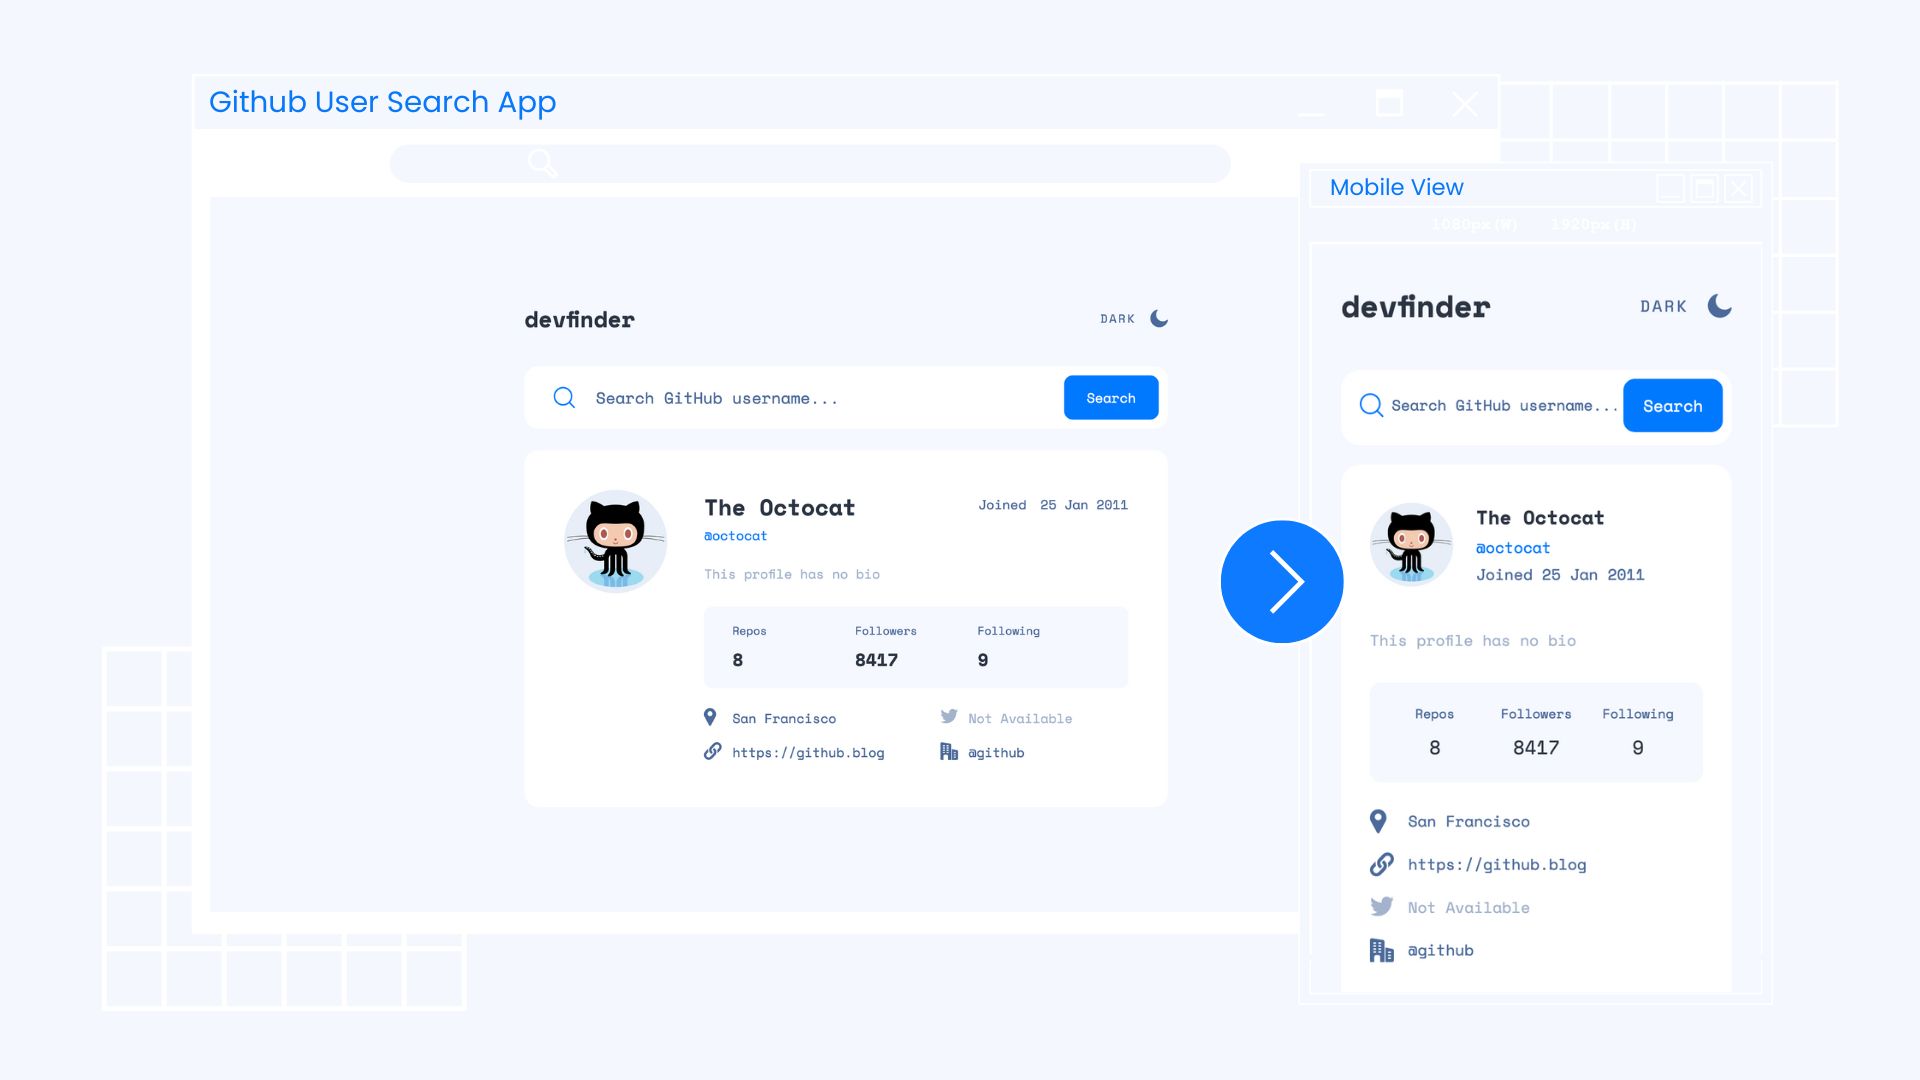 Github User Search App
devfinder
DARK
Search GitHub username...
Search
The Octocat
Joined 25 Jan 2011
@octocat
This profile has no bio
Repos Followers Following
8 8417 9
San Francisco
Not Available
https://github.blog
@github
Mobile View
1080px(W) 1920px(H)
devfinder
DARK
Search GitHub username...
Search
The Octocat
@octocat
Joined 25 Jan 2011
This profile has no bio
Repos Followers Following
8 8417 9
San Francisco
https://github.blog
Not Available
@github